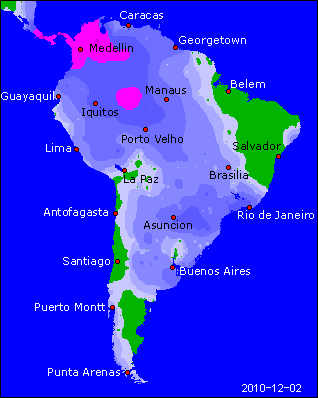 Caracas
Georgetown
Medellin
Guayaquil
Manaus
Belem
Iquitos
Porto Velho
Salvador
Lima
La Paz
Brasilia
Antofagasta
Rio de Janeiro
Asuncion
Santiago
Buenos Aires
Puerto Montt
Punta Arenas
2010-12-02